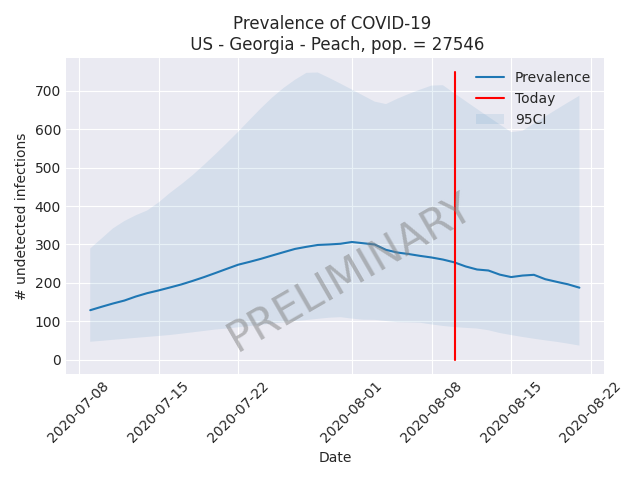 Prevalence of COVID-19
US - Georgia - Peach, pop. = 27546
Prevalence
Today
95CI
# undetected infections
700
600
500
400
300
200
100
0
PRELIMINARY
2020-07-08
2020-07-15
2020-07-22
2020-08-01
2020-08-08
2020-08-15
2020-08-22
Date